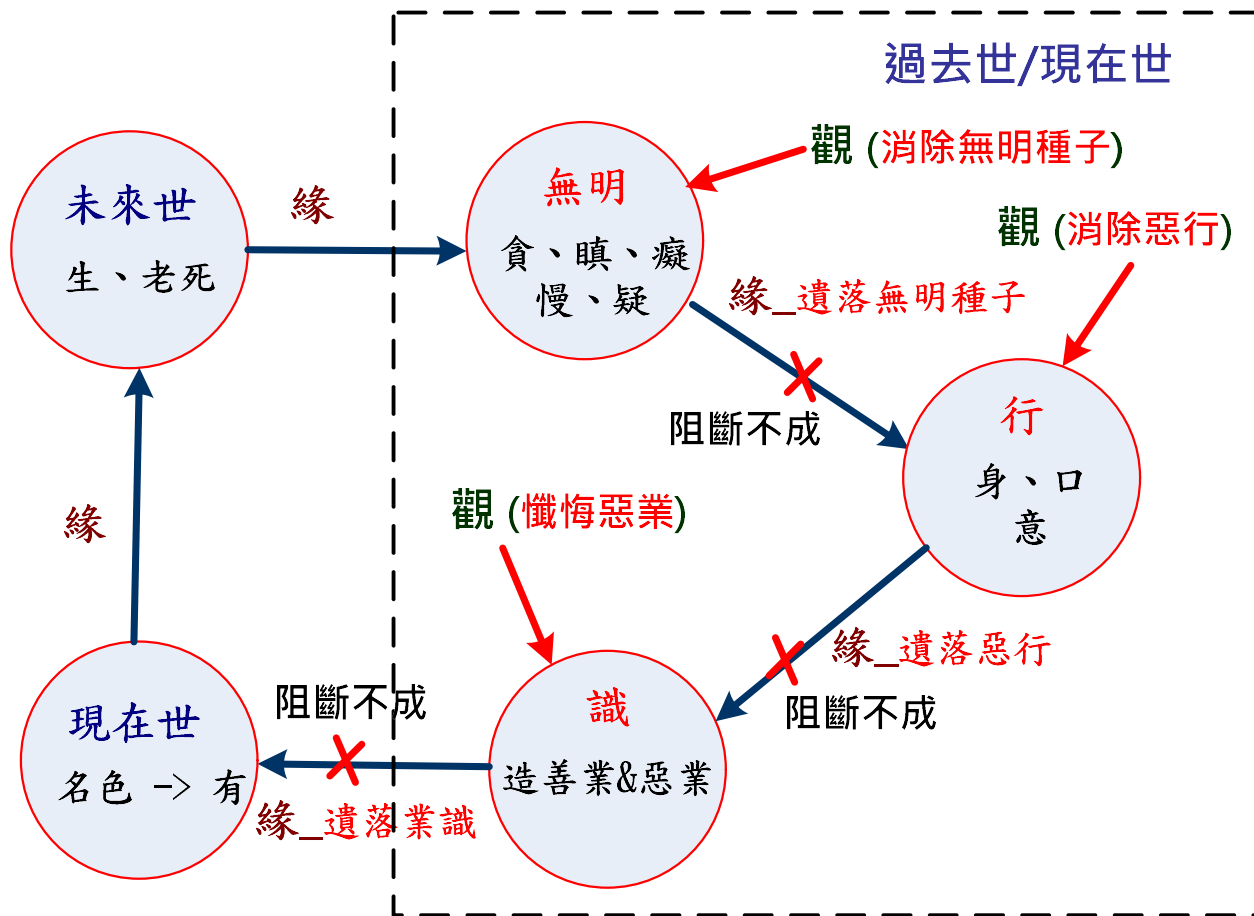 過去世/現在世
觀 (消除無明種子)
無明
貪、瞋、癡
慢、疑
未來世
生、老死
緣
觀 (消除惡行)
緣_遺落無明種子
阻斷不成
行
身、口
意
觀 (懺悔惡業)
緣
緣_遺落惡行
阻斷不成
識
造善業&惡業
阻斷不成
現在世
名色 -> 有
緣_遺落業識